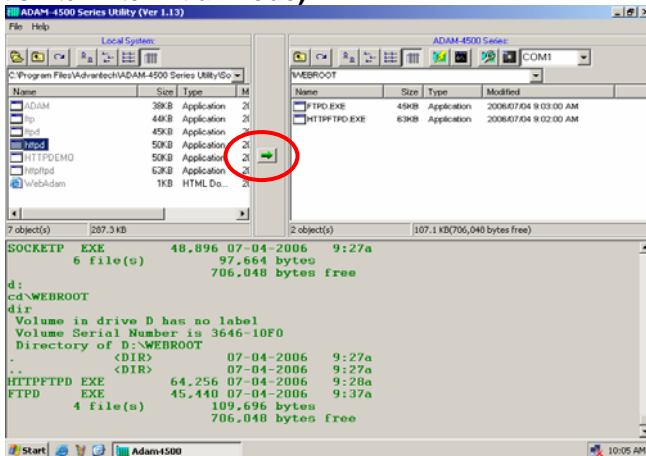 ADAM-4500 Series Utility (Ver 1.13)
File Help
Local System: ADAM-4500 Series:
COM1
C:\Program Files\Advantech\ADAM-4500 Series Utility\So
\WEBROOT
Name Size Type M
ADAM 38KB Application 20
ftp 44KB Application 20
ftpd 45KB Application 20
httpd 50KB Application 20
HTTPDEMO 50KB Application 20
httpftpd 63KB Application 20
WebAdam 1KB HTML Do... 20
Name Size Type Modified
FTPD.EXE 45KB Application 2006/07/04 9:03:00 AM
HTTPFTPD.EXE 63KB Application 2006/07/04 9:02:00 AM
7 object(s) 287.3 KB 2 object(s) 107.1 KB(706,048 bytes free)
SOCKETP EXE 48,896 07-04-2006 9:27a
6 file(s) 97,664 bytes
706,048 bytes free
d:
cd\WEBROOT
dir
Volume in drive D has no label
Volume Serial Number is 3646-10F0
Directory of D:\WEBROOT
. <DIR> 07-04-2006 9:27a
.. <DIR> 07-04-2006 9:27a
HTTPFTPD EXE 64,256 07-04-2006 9:28a
FTPD EXE 45,440 07-04-2006 9:37a
4 file(s) 109,696 bytes
706,048 bytes free
Start Adam4500 10:05 AM